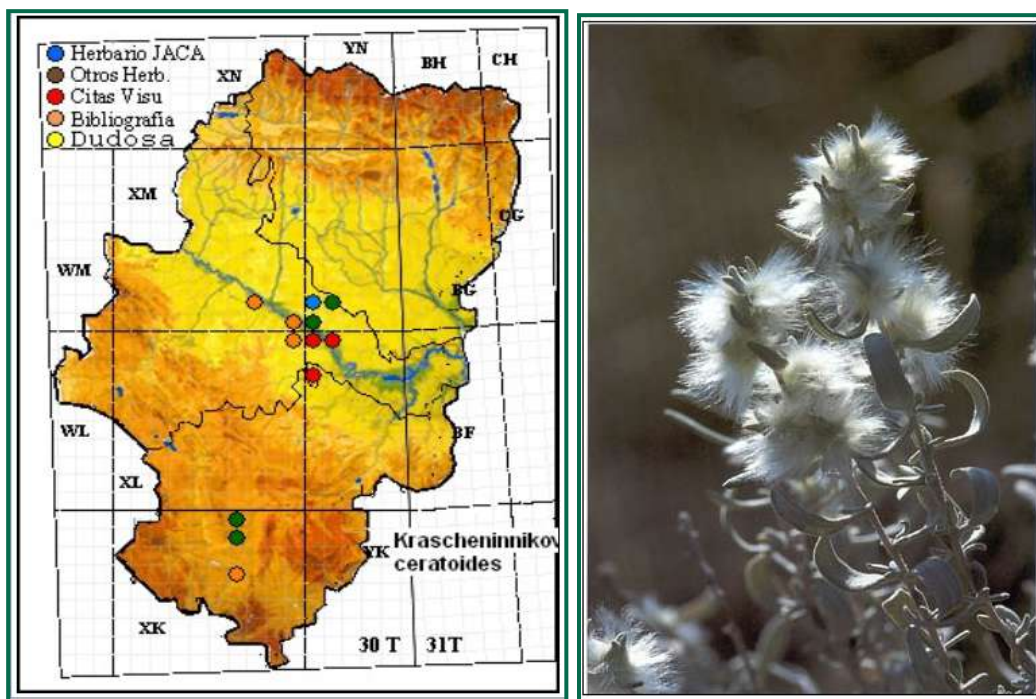 Herbario JACA
Otros Herb.
Citas Visu
Bibliografía
Dudosa
YN
BH
CH
XN
XM
CG
WM
BG
WL
BF
XL
YK
Krascheninnikov
ceratoides
XK
30 T
31T